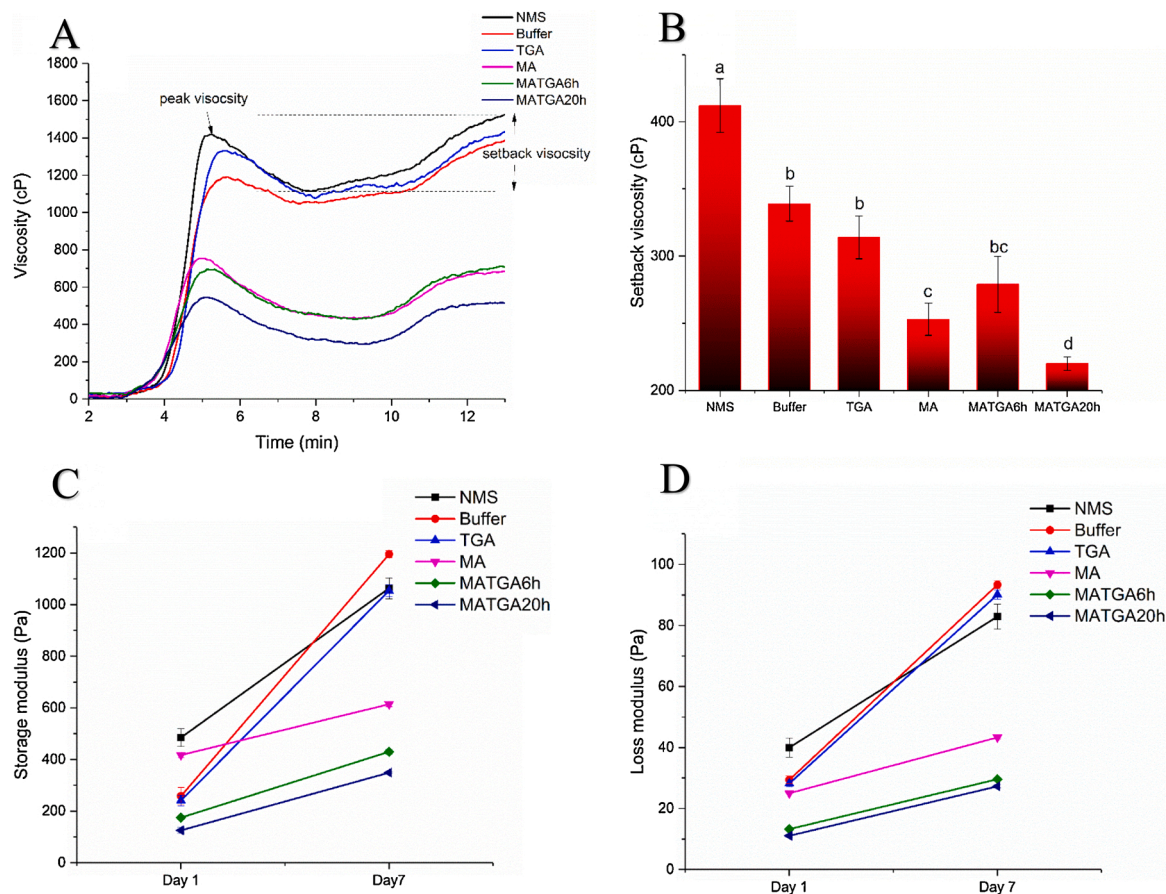 A
NMS
Buffer
TGA
MA
MATGA6h
MATGA20h
peak visocsity
setback visocsity
1800
1600
1400
1200
1000
800
600
400
200
0
Viscosity (cP)
2
4
6
8
10
12
Time (min)
B
400
300
200
Setback viscosity (cP)
a
b
b
c
bc
d
NMS
Buffer
TGA
MA
MATGA6h
MATGA20h
C
NMS
Buffer
TGA
MA
MATGA6h
MATGA20h
1200
1000
800
600
400
200
0
Storage modulus (Pa)
Day 1
Day7
D
NMS
Buffer
TGA
MA
MATGA6h
MATGA20h
100
80
60
40
20
0
Loss modulus (Pa)
Day 1
Day 7